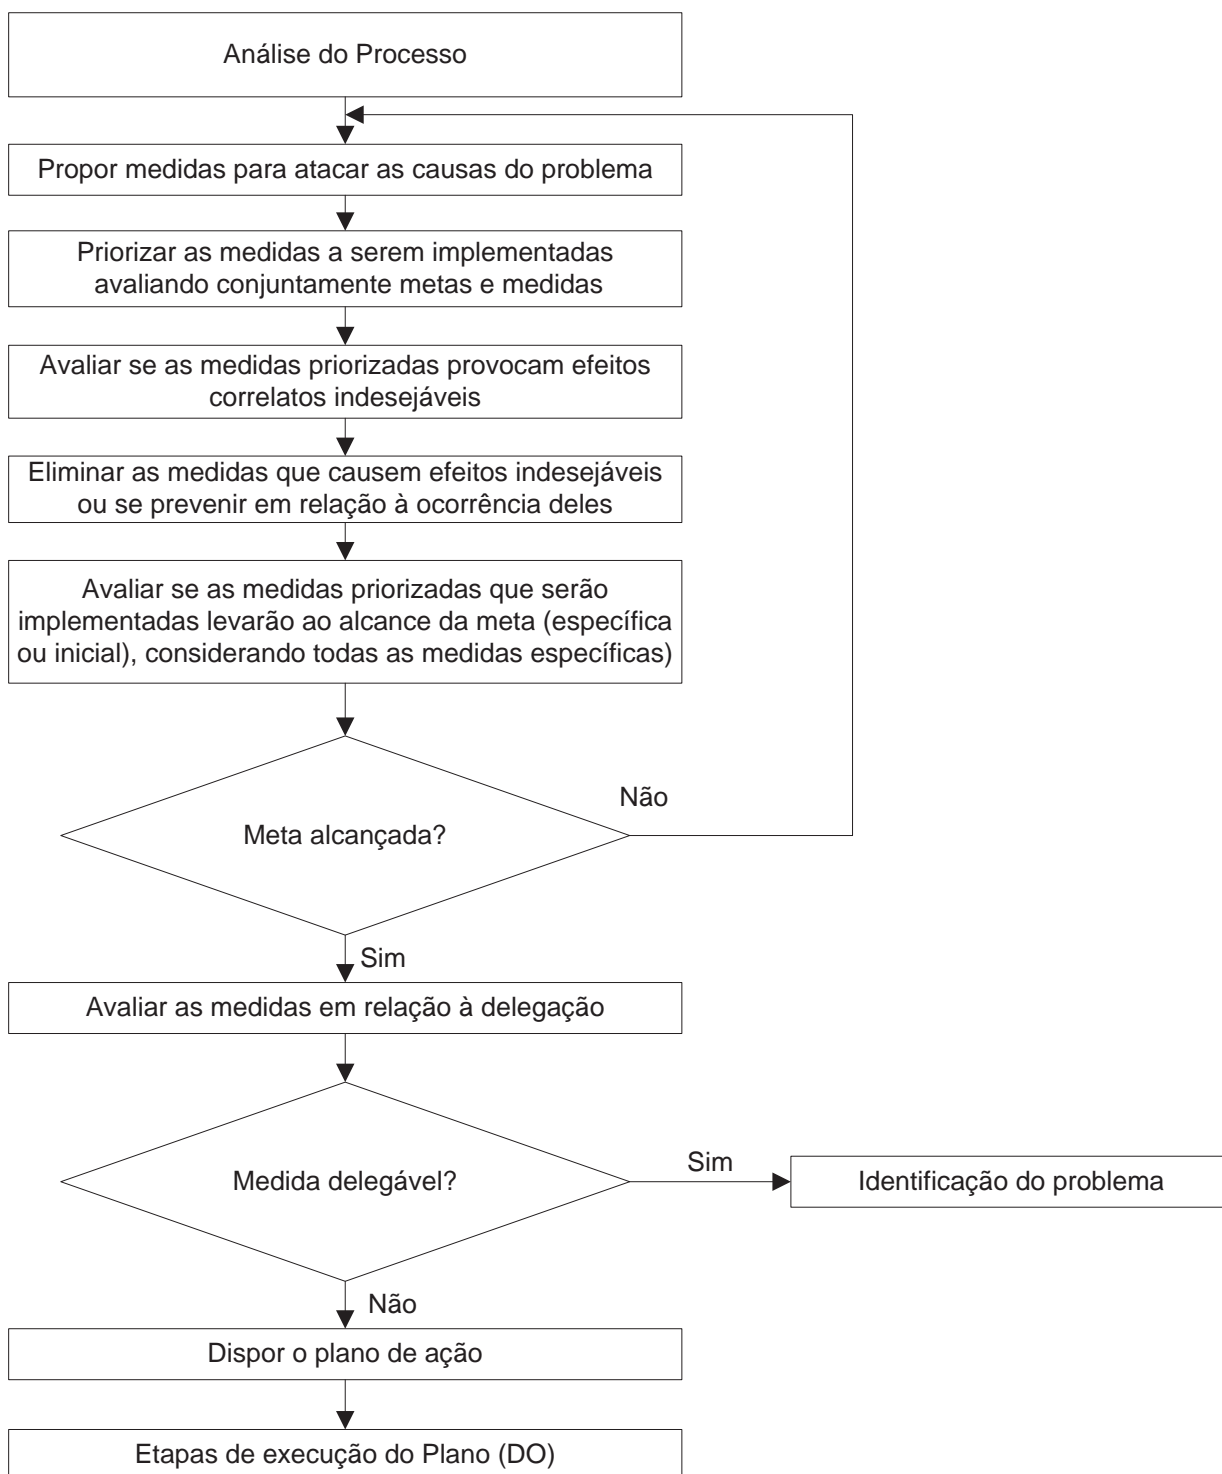 Análise do Processo
Propor medidas para atacar as causas do problema
Priorizar as medidas a serem implementadas
avaliando conjuntamente metas e medidas
Avaliar se as medidas priorizadas provocam efeitos
correlatos indesejáveis
Eliminar as medidas que causem efeitos indesejáveis
ou se prevenir em relação à ocorrência deles
Avaliar se as medidas priorizadas que serão
implementadas levarão ao alcance da meta (específica
ou inicial), considerando todas as medidas específicas)
Não
Meta alcançada?
Sim
Avaliar as medidas em relação à delegação
Medida delegável?
Sim
Identificação do problema
Não
Dispor o plano de ação
Etapas de execução do Plano (DO)